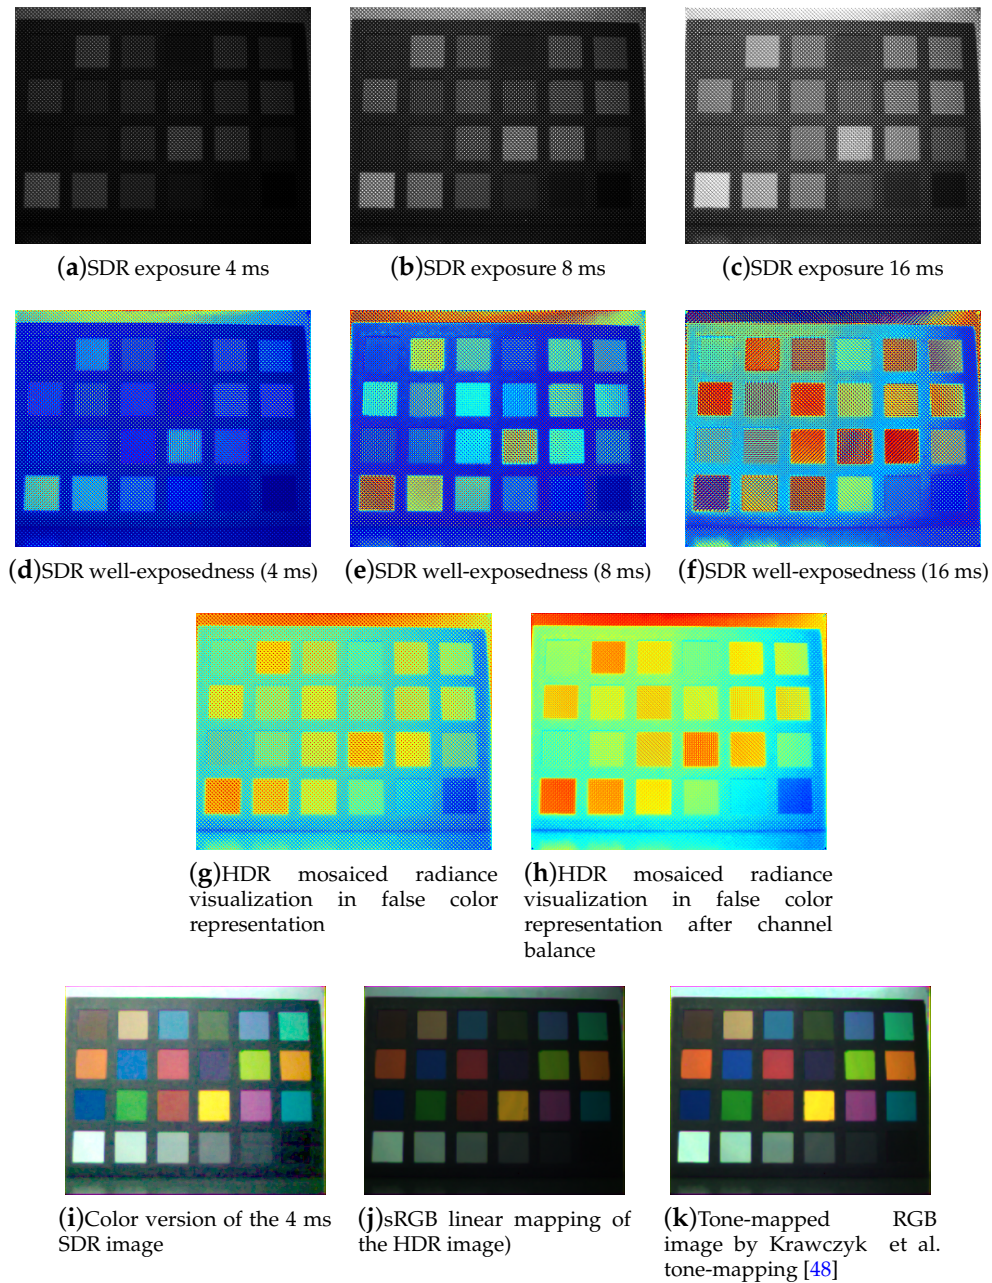 (a)SDR exposure 4 ms
(b)SDR exposure 8 ms
(c)SDR exposure 16 ms
(d)SDR well-exposedness (4 ms)
(e)SDR well-exposedness (8 ms)
(f)SDR well-exposedness (16 ms)
(g)HDR mosaiced radiance
visualization in false color
representation
(h)HDR mosaiced radiance
visualization in false color
representation after channel
balance
(i)Color version of the 4 ms
SDR image
(j)sRGB linear mapping of
the HDR image)
(k)Tone-mapped RGB
image by Krawczyk et al.
tone-mapping [48]